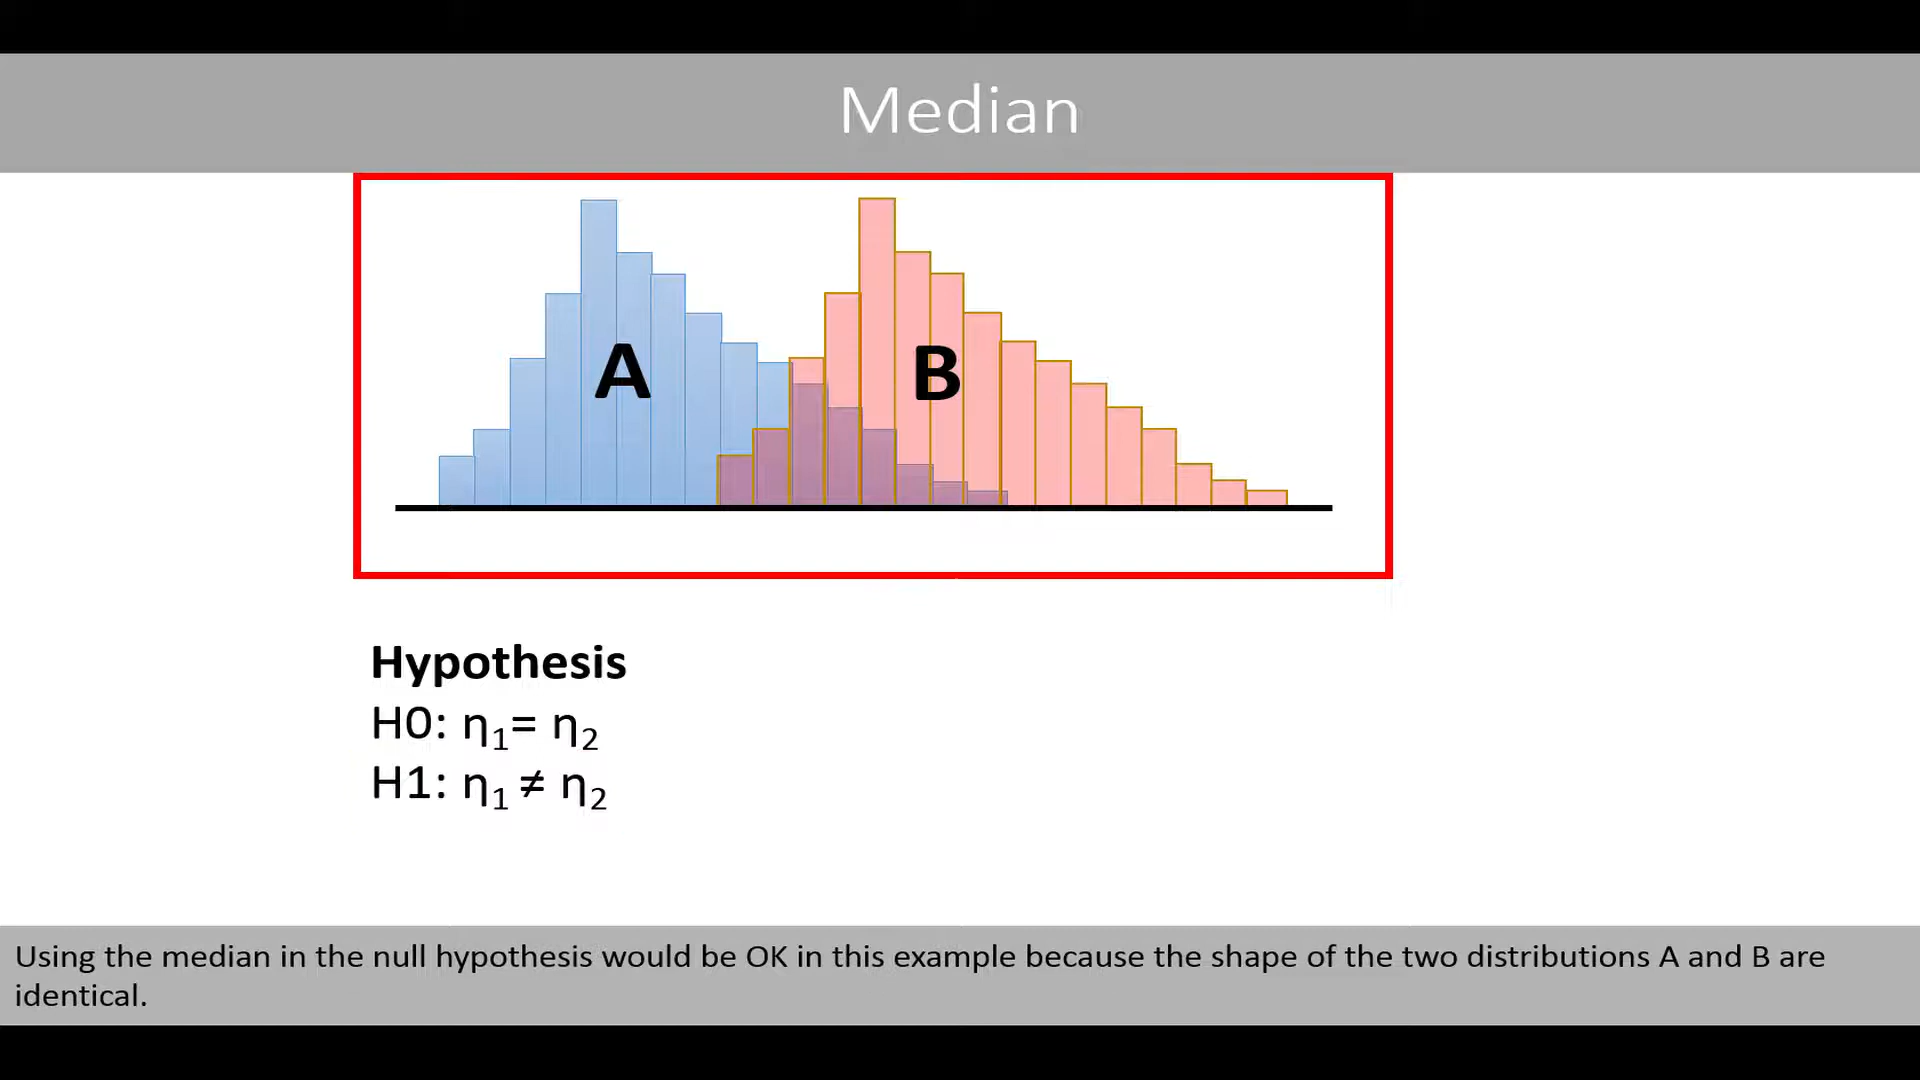 Median
A
B
Hypothesis
H0: η₁= η₂
H1: η₁ ≠ η₂
Using the median in the null hypothesis would be OK in this example because the shape of the two distributions A and B are
identical.